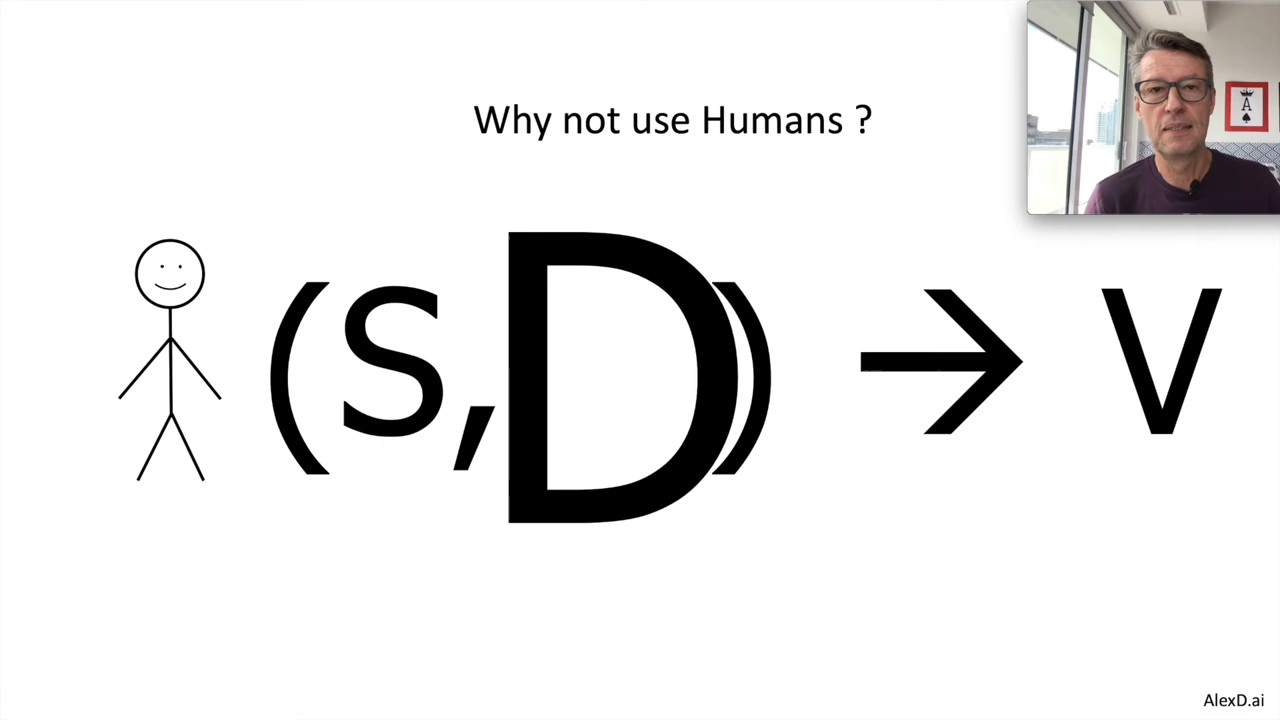 Why not use Humans ?
(S,D) → V
A
AlexD.ai